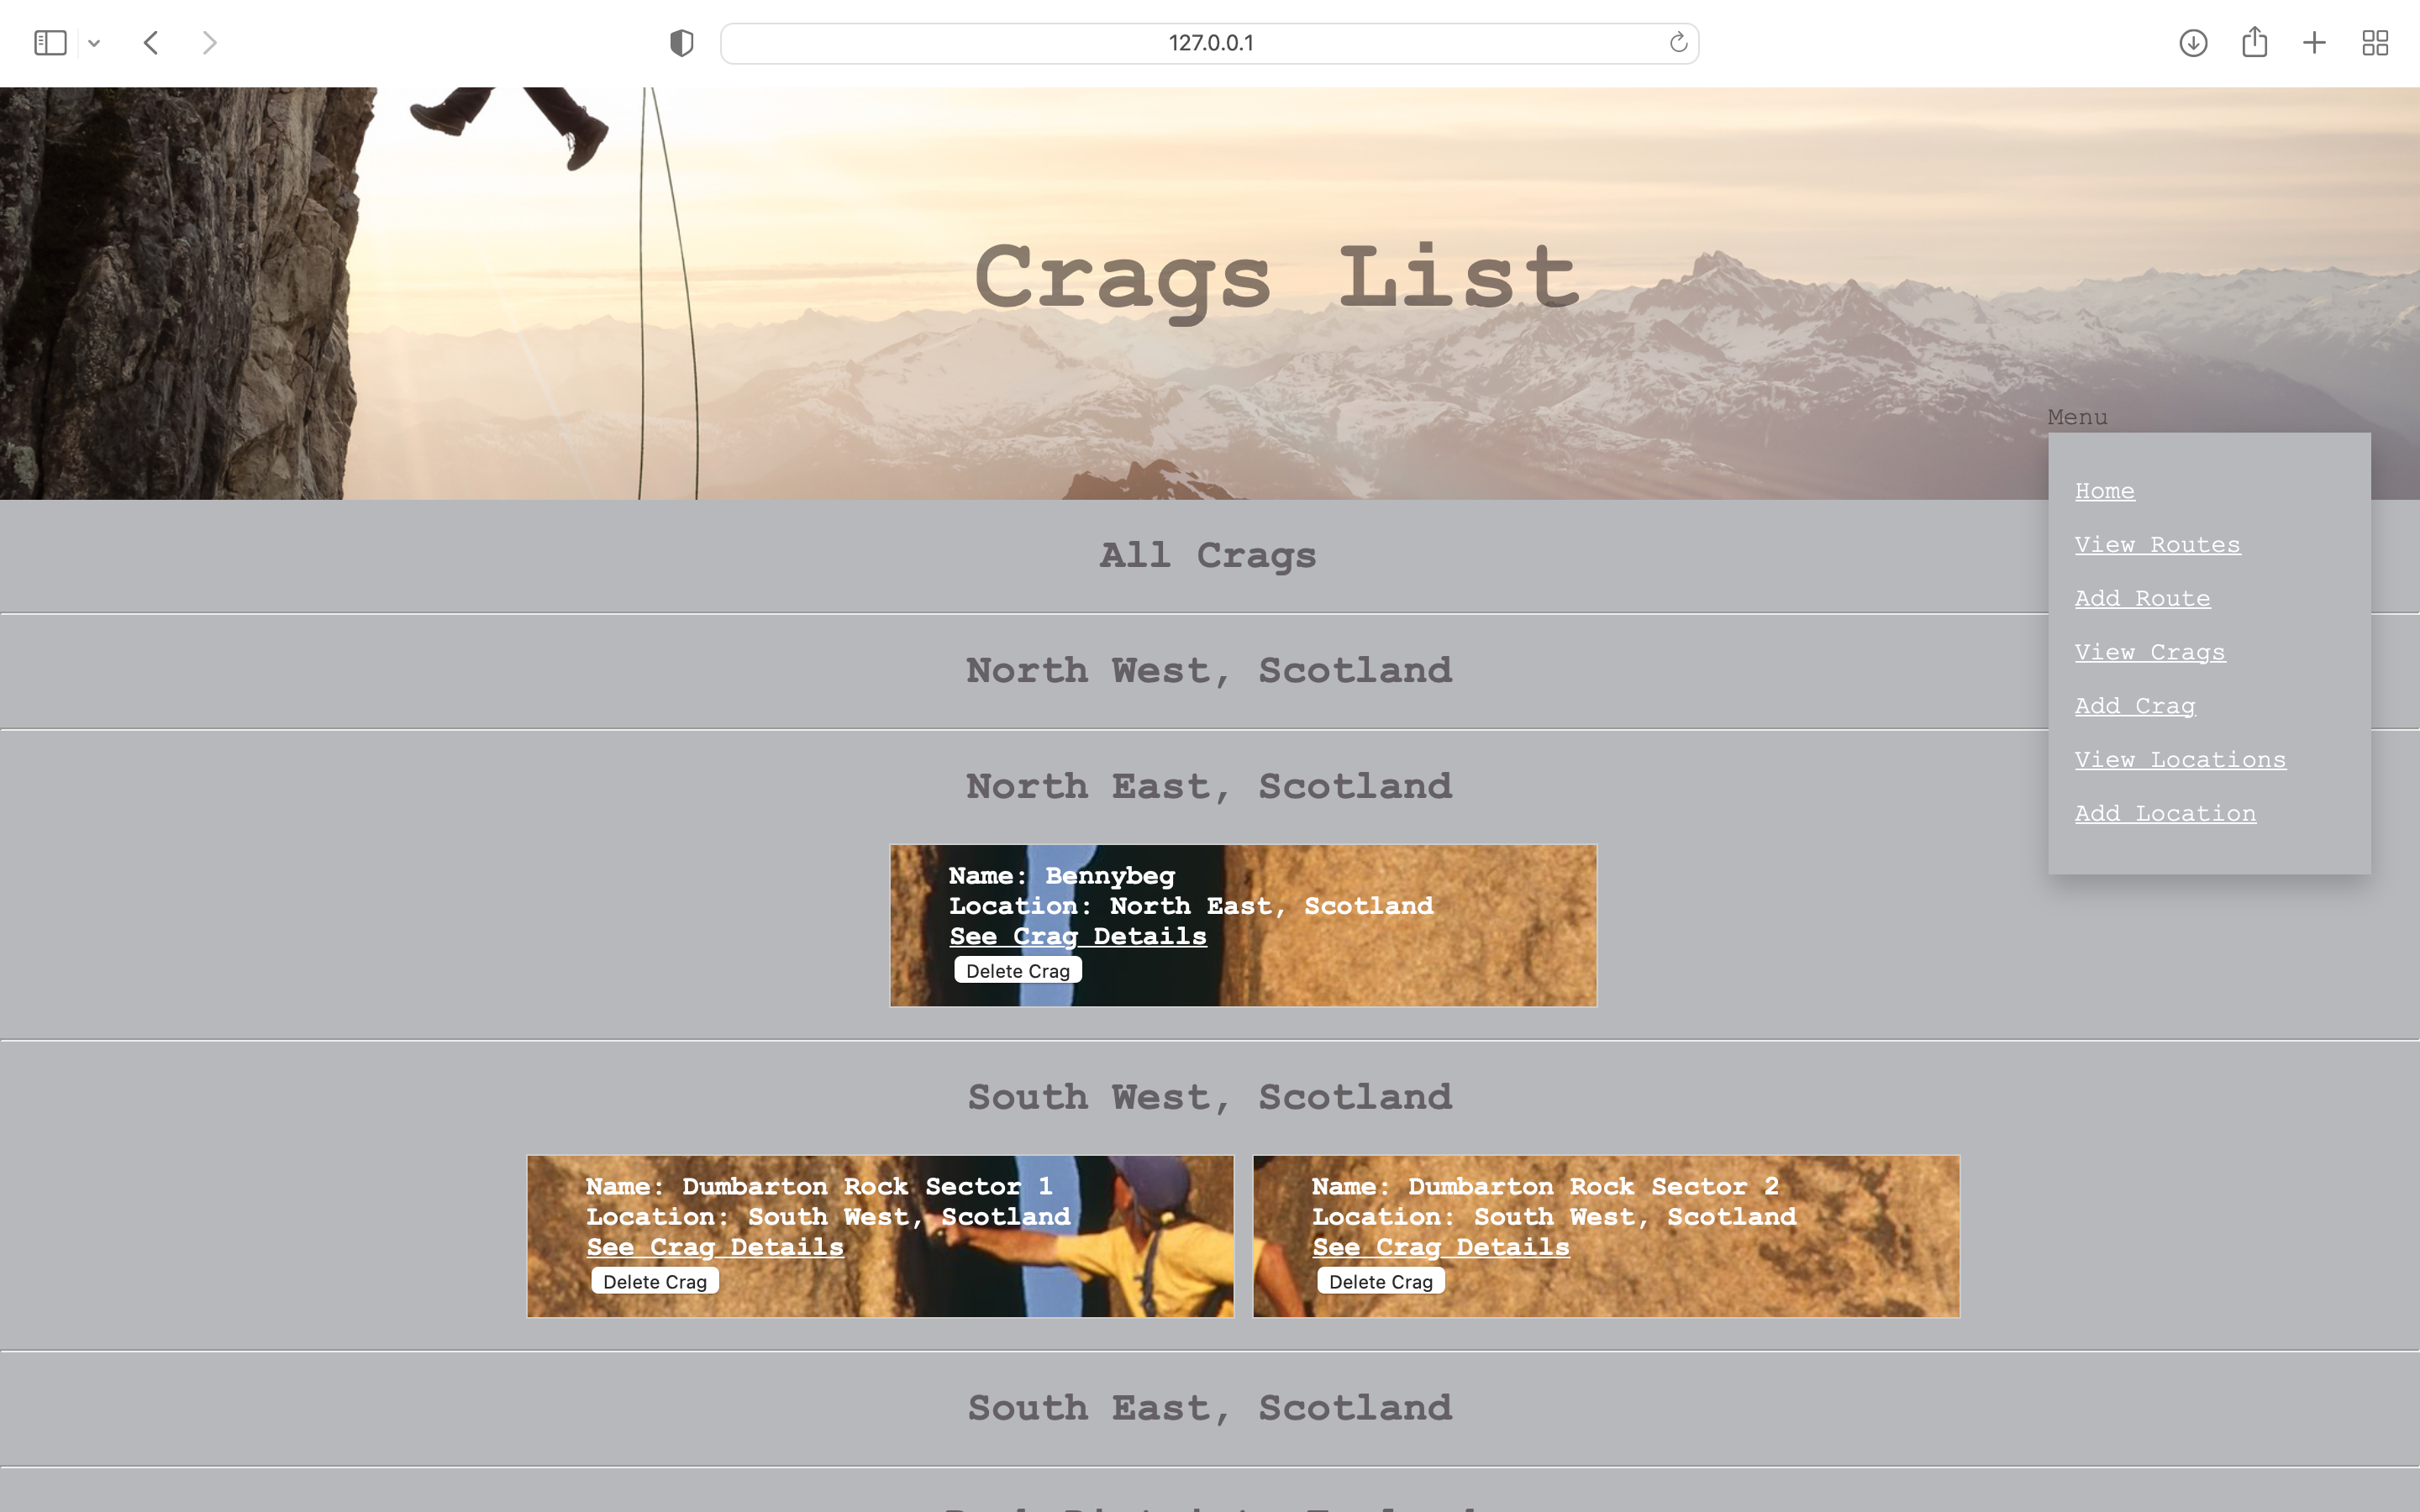 127.0.0.1
Crags List
Menu
Home
View Routes
Add Route
View Crags
Add Crag
View Locations
Add Location
All Crags
North West, Scotland
North East, Scotland
Name: Bennybeg
Location: North East, Scotland
See Crag Details
Delete Crag
South West, Scotland
Name: Dumbarton Rock Sector 1
Location: South West, Scotland
See Crag Details
Delete Crag
Name: Dumbarton Rock Sector 2
Location: South West, Scotland
See Crag Details
Delete Crag
South East, Scotland